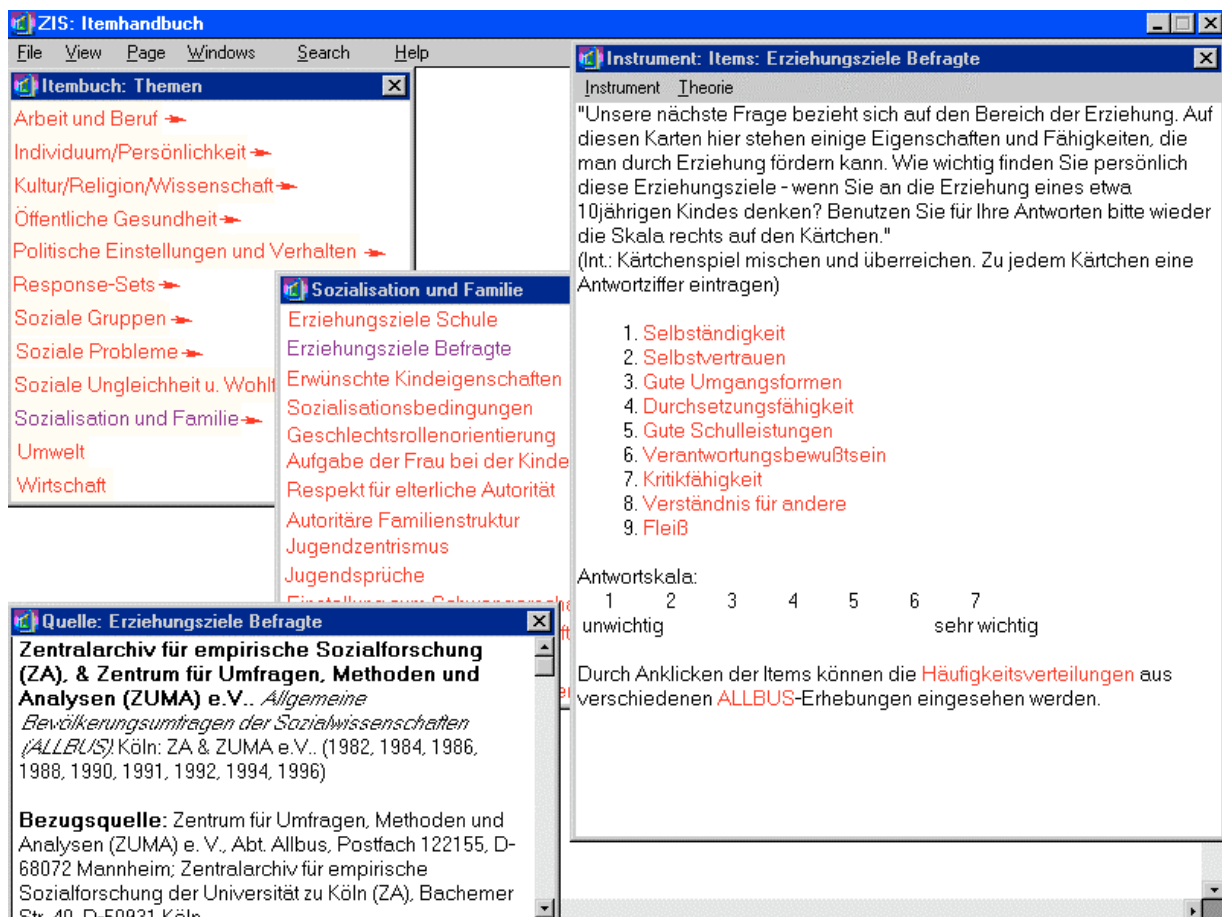 ZIS: Itemhandbuch
File View Page Windows Search Help
Itembuch: Themen
Arbeit und Beruf
Individuum/Persönlichkeit
Kultur/Religion/Wissenschaft
Öffentliche Gesundheit
Politische Einstellungen und Verhalten
Response-Sets
Soziale Gruppen
Soziale Probleme
Soziale Ungleichheit u.
Sozialisation und Familie
Umwelt
Wirtschaft
Sozialisation und Familie
Erziehungsziele Schule
Erziehungsziele Befragte
Erwünschte Kindeigenschaften
Sozialisationsbedingungen
Geschlechtsrollenorientierung
Aufgabe der Frau bei der Kinde
Respekt für elterliche Autorität
Autoritäre Familienstruktur
Jugendzentrismus
Jugendsprüche
Quelle: Erziehungsziele Befragte
Zentralarchiv für empirische Sozialforschung
(ZA), & Zentrum für Umfragen, Methoden und
Analysen (ZUMA) e.V.. Allgemeine
Bevölkerungsumfragen der Sozialwissenschaften
(ALLBUS). Köln: ZA & ZUMA e.V.. (1982, 1984, 1986,
1988, 1990, 1991, 1992, 1994, 1996)
Bezugsquelle: Zentrum für Umfragen, Methoden und
Analysen (ZUMA) e. V., Abt. Allbus, Postfach 122155, D-
68072 Mannheim; Zentralarchiv für empirische
Sozialforschung der Universität zu Köln (ZA), Bachemer
Str. 40, D-50931 Köln
Instrument: Items: Erziehungsziele Befragte
Instrument Theorie
"Unsere nächste Frage bezieht sich auf den Bereich der Erziehung. Auf
diesen Karten hier stehen einige Eigenschaften und Fähigkeiten, die
man durch Erziehung fördern kann. Wie wichtig finden Sie persönlich
diese Erziehungsziele - wenn Sie an die Erziehung eines etwa
10jährigen Kindes denken? Benutzen Sie für Ihre Antworten bitte wieder
die Skala rechts auf den Kärtchen."
(Int.: Kärtchenspiel mischen und überreichen. Zu jedem Kärtchen eine
Antwortziffer eintragen)
1. Selbständigkeit
2. Selbstvertrauen
3. Gute Umgangsformen
4. Durchsetzungsfähigkeit
5. Gute Schulleistungen
6. Verantwortungsbewußtsein
7. Kritikfähigkeit
8. Verständnis für andere
9. Fleiß
Antwortskala:
1 2 3 4 5 6 7
unwichtig sehr wichtig
Durch Anklicken der Items können die Häufigkeitsverteilungen aus
verschiedenen ALLBUS-Erhebungen eingesehen werden.